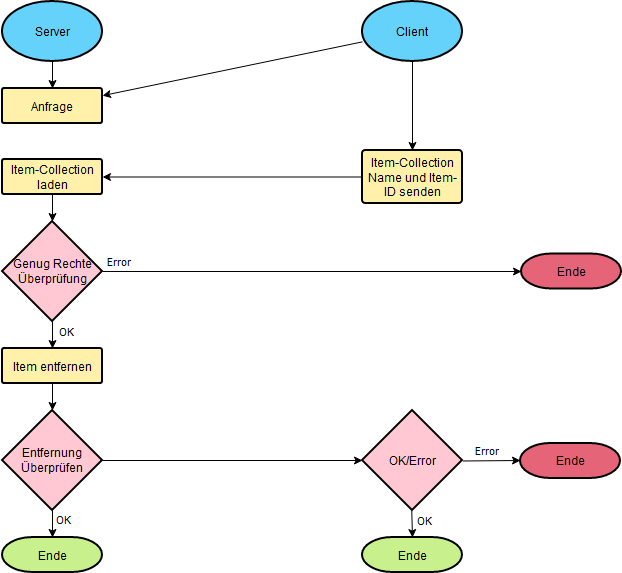 Server
Client
Anfrage
Item-Collection
laden
Item-Collection
Name und Item-
ID senden
Genug Rechte
Überprüfung
Error
Ende
OK
Item entfernen
Entfernung
Überprüfen
OK/Error
Error
Ende
OK
OK
Ende
Ende